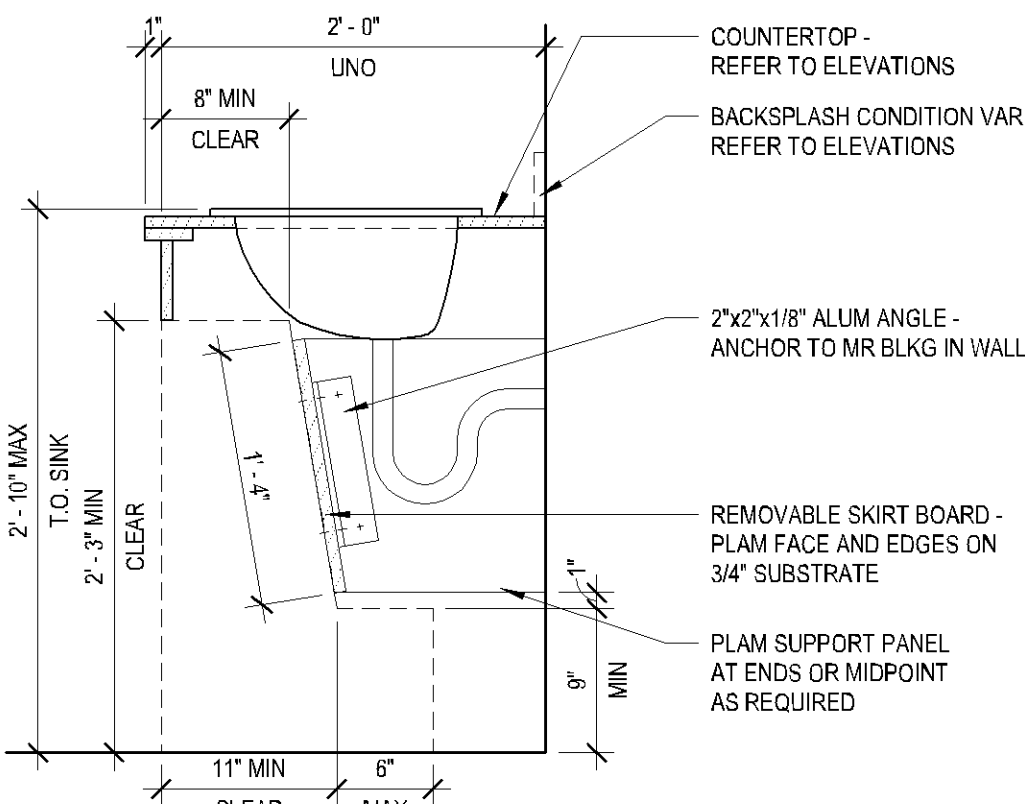 1"
2' - 0"
UNO
8" MIN
CLEAR
COUNTERTOP -
REFER TO ELEVATIONS
BACKSPLASH CONDITION VAR
REFER TO ELEVATIONS
2"x2"x1/8" ALUM ANGLE -
ANCHOR TO MR BLKG IN WALL
2' - 10" MAX
T.O. SINK
2' - 3" MIN
CLEAR
1' - 4"
REMOVABLE SKIRT BOARD -
PLAM FACE AND EDGES ON
3/4" SUBSTRATE
1"
9"
MIN
PLAM SUPPORT PANEL
AT ENDS OR MIDPOINT
AS REQUIRED
11" MIN
CLEAR
6"
MAX